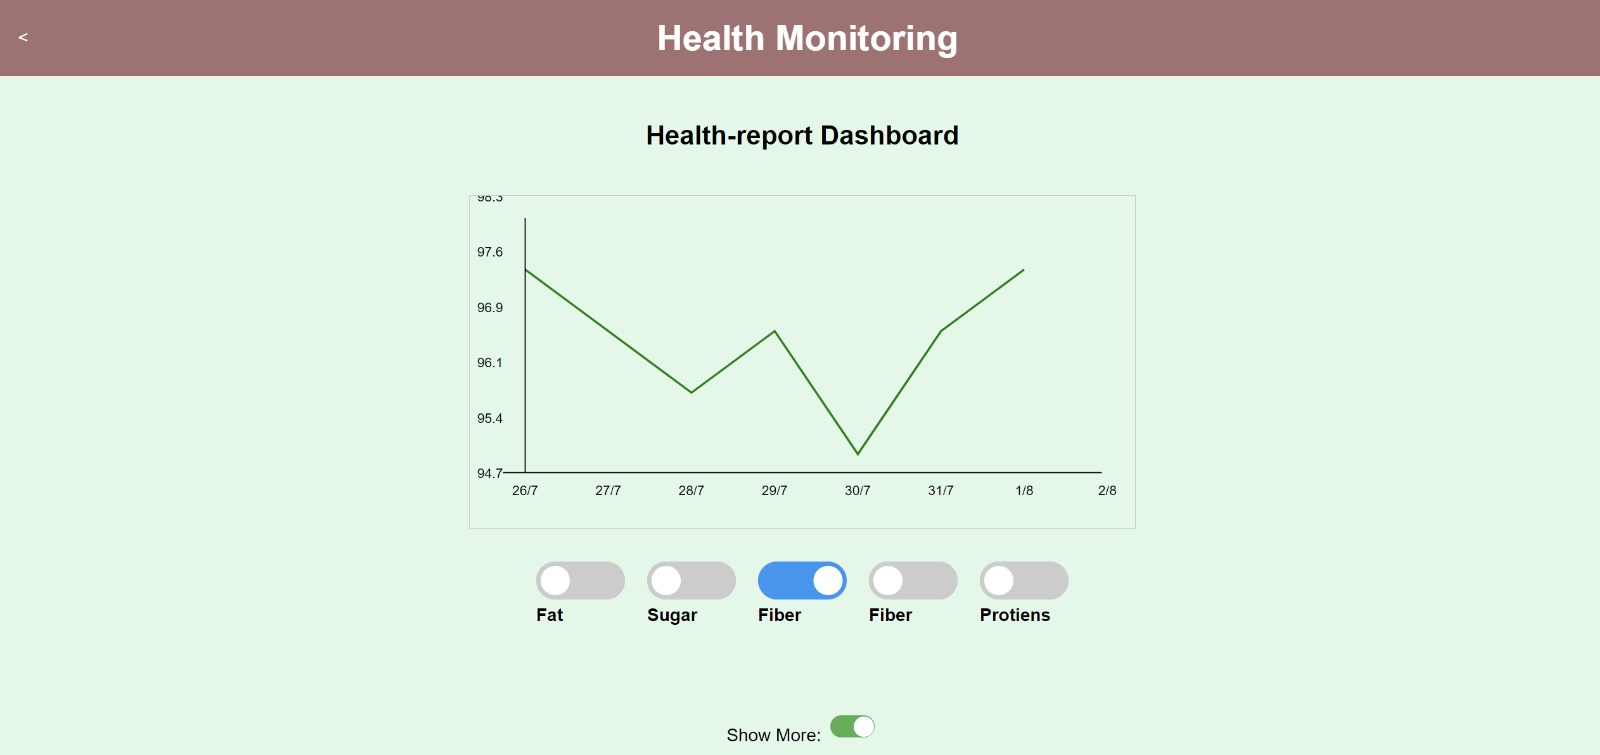 <
Health Monitoring
Health-report Dashboard
98.3
97.6
96.9
96.1
95.4
94.7
26/7 27/7 28/7 29/7 30/7 31/7 1/8 2/8
Fat Sugar Fiber Fiber Protiens
Show More: